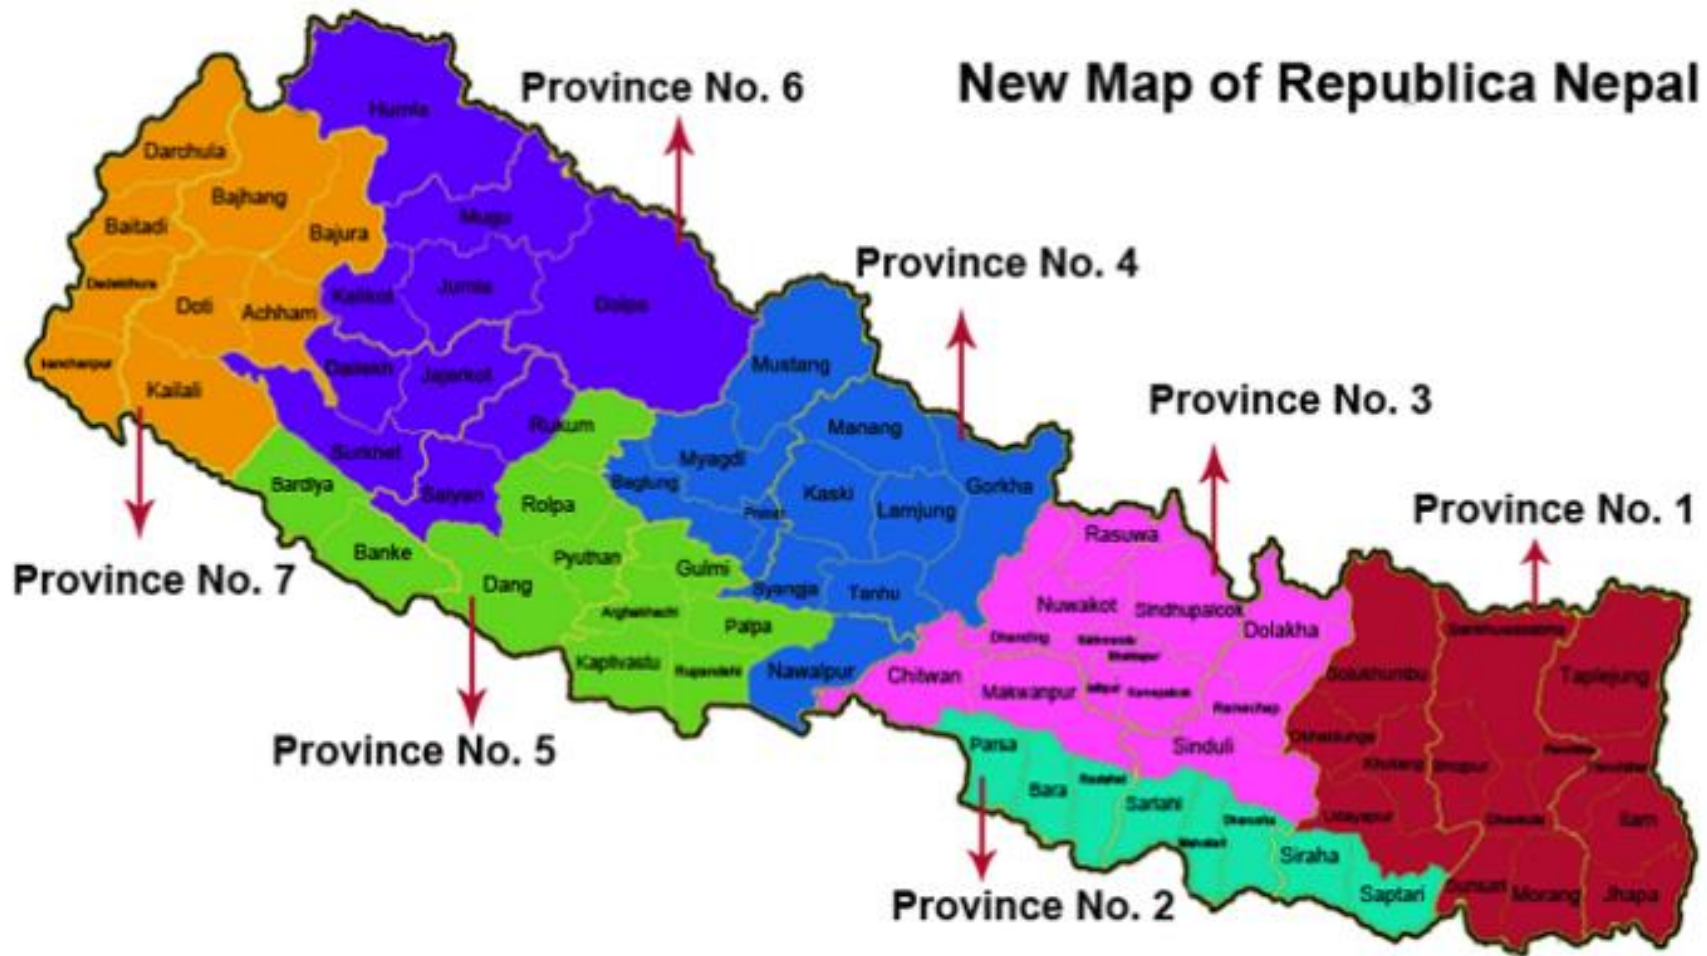 New Map of Republica Nepal
Province No. 6
Province No. 4
Province No. 3
Province No. 1
Province No. 7
Province No. 5
Province No. 2
Darchula
Bajhang
Baitadi
Bajura
Doti
Achham
Kailali
Humla
Mugu
Jumla
Kalikot
Dolpa
Dailekh
Jajarkot
Rukum
Surkhet
Salyan
Bardiya
Banke
Rolpa
Pyuthan
Dang
Gulmi
Palpa
Kaplivastu
Rupandehi
Mustang
Manang
Myagdi
Baglung
Kaski
Lamjung
Gorkha
Syangja
Tanhu
Nawalpur
Rasuwa
Nuwakot
Sindhupalcok
Dolakha
Dhanding
Chitwan
Makwanpur
Ramechap
Sinduli
Parsa
Bara
Sarlahi
Siraha
Saptari
Solukhumbu
Taplejung
Udayapur
Ilam
Sunsari
Morang
Jhapa